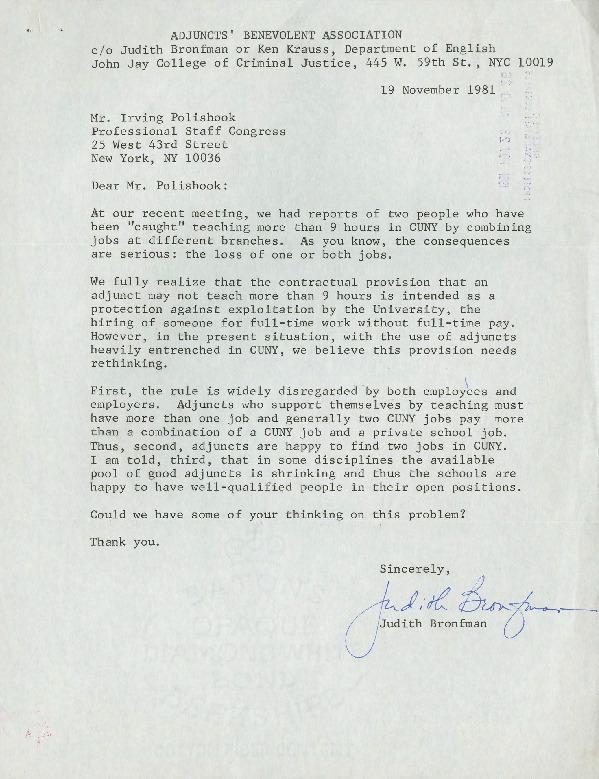 ADJUNCTS' BENEVOLENT ASSOCIATION
c/o Judith Bronfman or Ken Krauss, Department of English
John Jay College of Criminal Justice, 445 W. 59th St., NYC 10019
19 November 1981
Mr. Irving Polishook
Professional Staff Congress
25 West 43rd Street
New York, NY 10036
Dear Mr. Polishook:
At our recent meeting, we had reports of two people who have
been "caught" teaching more than 9 hours in CUNY by combining
jobs at different branches. As you know, the consequences
are serious: the loss of one or both jobs.
We fully realize that the contractual provision that an
adjunct may not teach more than 9 hours is intended as a
protection against exploitation by the University, the
hiring of someone for full-time work without full-time pay.
However, in the present situation, with the use of adjuncts
heavily entrenched in CUNY, we believe this provision needs
rethinking.
First, the rule is widely disregarded by both employees and
employers. Adjuncts who support themselves by teaching must
have more than one job and generally two CUNY jobs pay more
than a combination of a CUNY job and a private school job.
Thus, second, adjuncts are happy to find two jobs in CUNY.
I am told, third, that in some disciplines the available
pool of good adjuncts is shrinking and thus the schools are
happy to have well-qualified people in their open positions.
Could we have some of your thinking on this problem?
Thank you.
Sincerely,
Judith Bronfman
Judith Bronfman